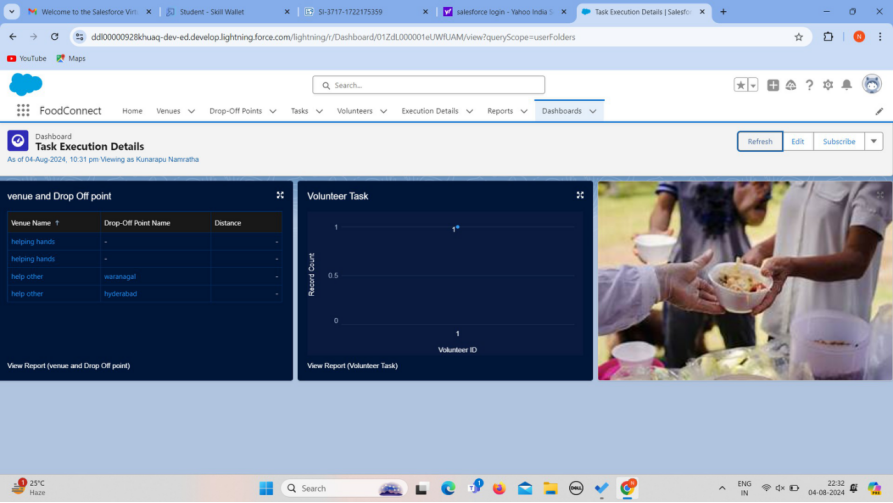 Welcome to the Salesforce Virtu
Student - Skill Wallet
SI-3717-1722175359
salesforce login - Yahoo India S
Task Execution Details | Salesfor
ddl00000928khuaq-dev-ed.develop.lightning.force.com/lightning/r/Dashboard/01ZdL000001eUWfUAM/view?queryScope=userFolders
N
YouTube
Maps
Search...
FoodConnect
Home
Venues
Drop-Off Points
Tasks
Volunteers
Execution Details
Reports
Dashboards
Dashboard
Task Execution Details
As of 04-Aug-2024, 10:31 pm·Viewing as Kunarapu Namratha
Refresh
Edit
Subscribe
venue and Drop Off point
Venue Name ↑ Drop-Off Point Name Distance
helping hands - -
helping hands - -
help other waranagal -
help other hyderabad -
View Report (venue and Drop Off point)
Volunteer Task
Record Count
1
0.5
0
1
1
Volunteer ID
View Report (Volunteer Task)
1
25°C
Haze
Search
1
DELL
N
ENG
IN
22:32
04-08-2024